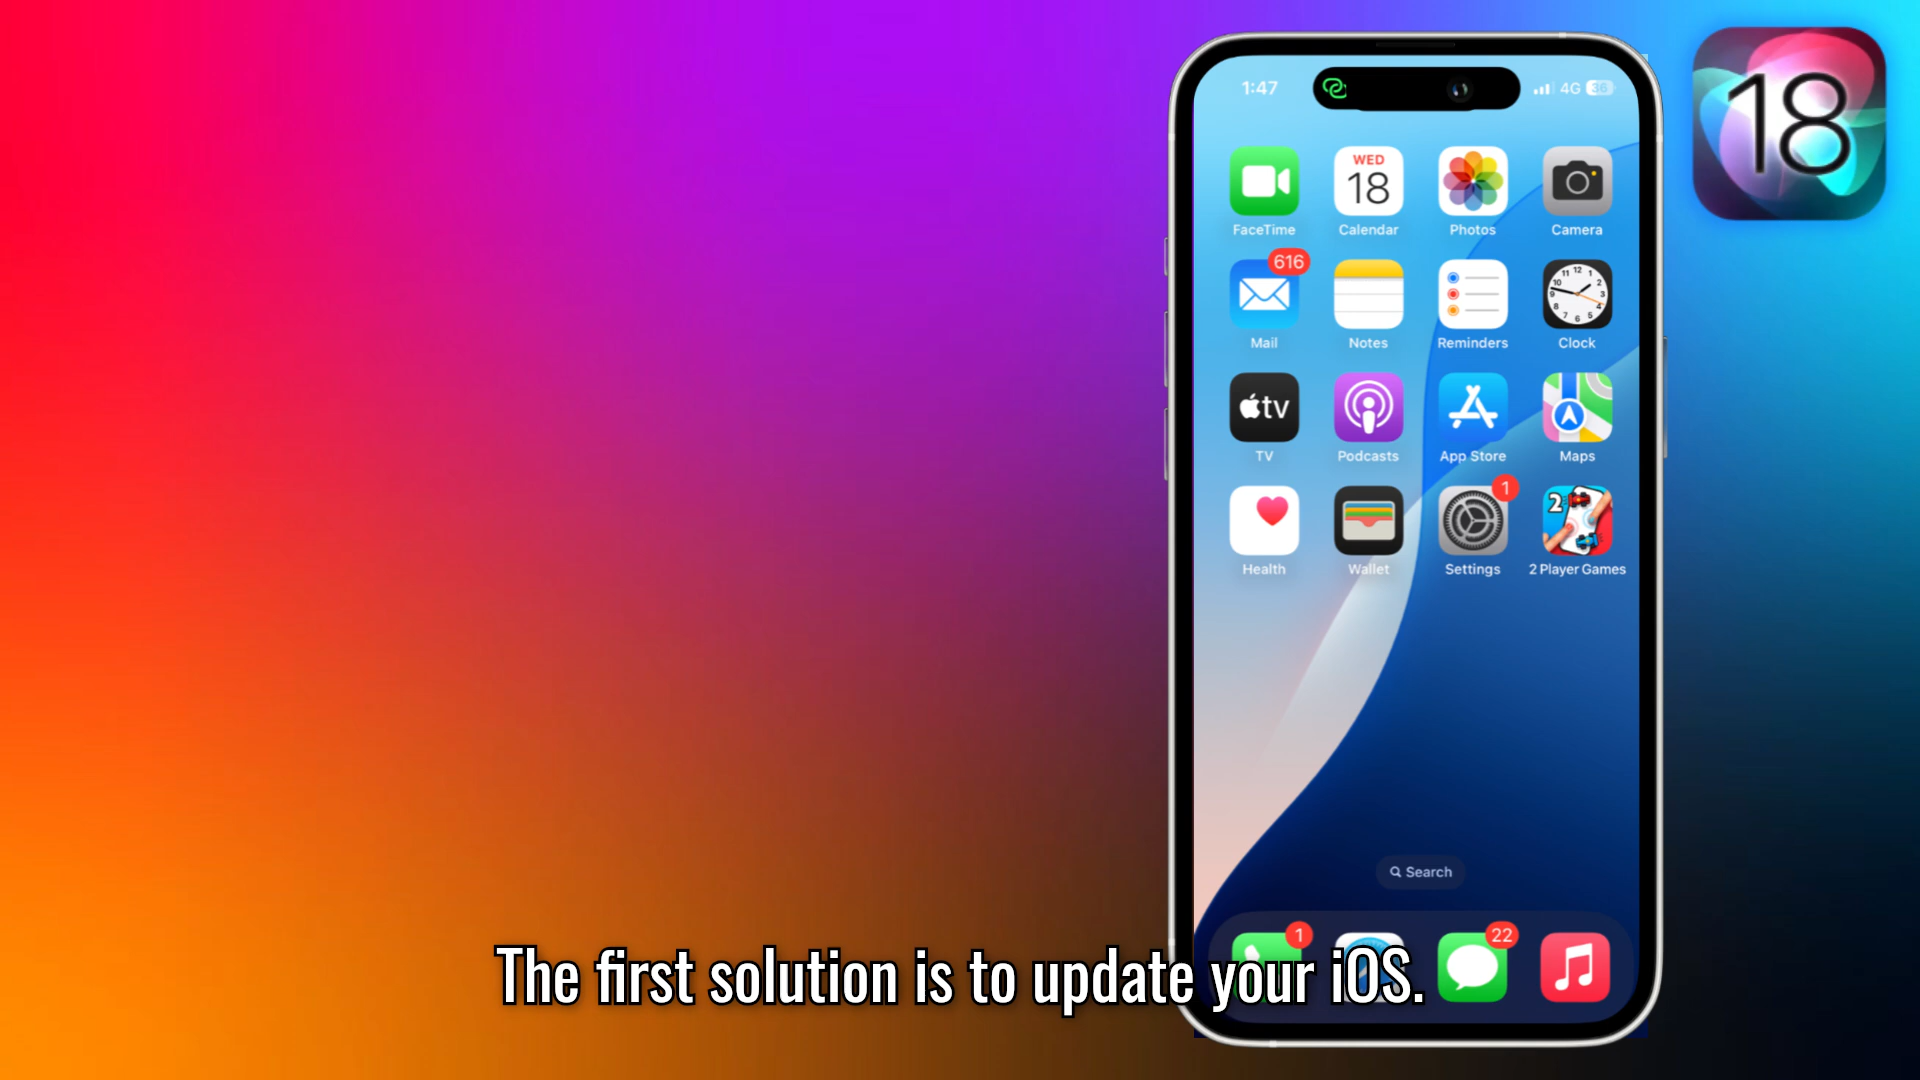 1:47
4G 36
18
WED
18
FaceTime
Calendar
Photos
Camera
616
Mail
Notes
Reminders
Clock
tv
TV
Podcasts
App Store
Maps
1
2
Health
Wallet
Settings
2 Player Games
Search
1
22
The first solution is to update your iOS.